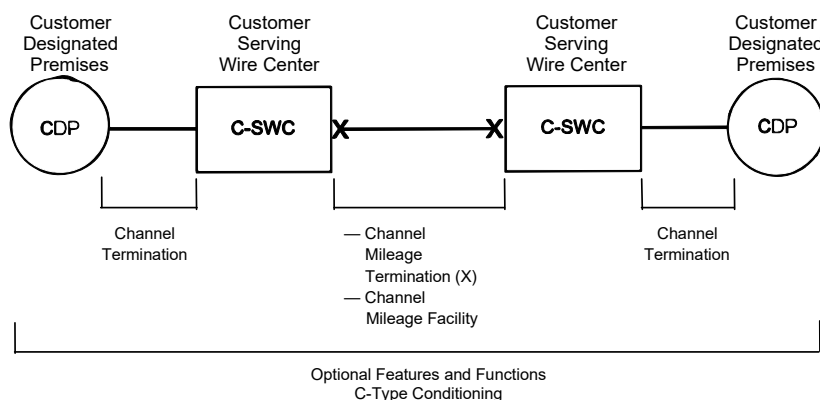 Customer
Designated
Premises
Customer
Serving
Wire Center
Customer
Serving
Wire Center
Customer
Designated
Premises
CDP
C-SWC
X
X
C-SWC
CDP
Channel
Termination
— Channel
Mileage
Termination (X)
— Channel
Mileage Facility
Channel
Termination
Optional Features and Functions
C-Type Conditioning